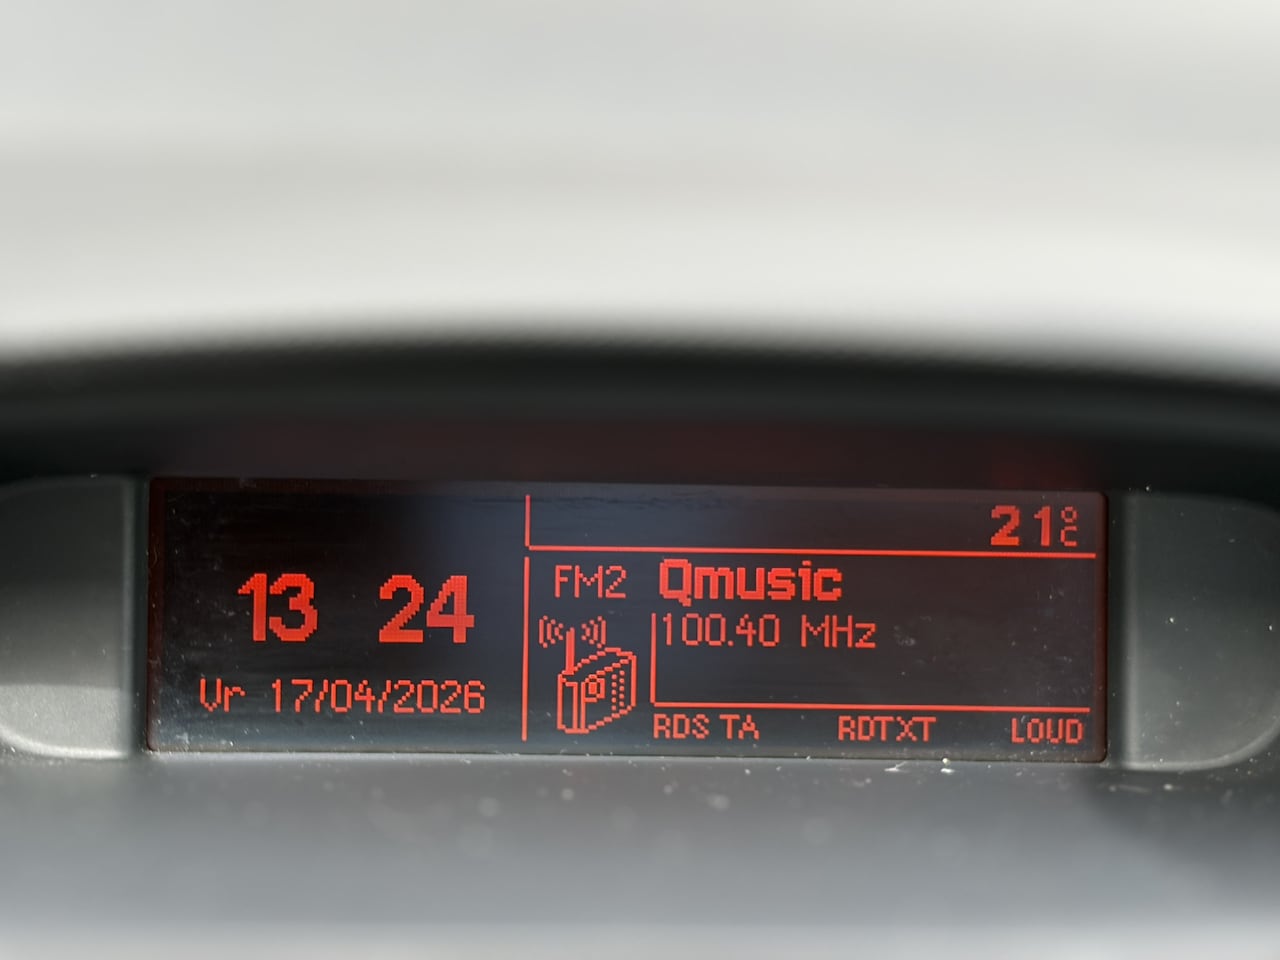 21°C
13 24
Vr 17/04/2026
FM2 Qmusic
100.40 MHz
RDS TA RDTXT LOUD